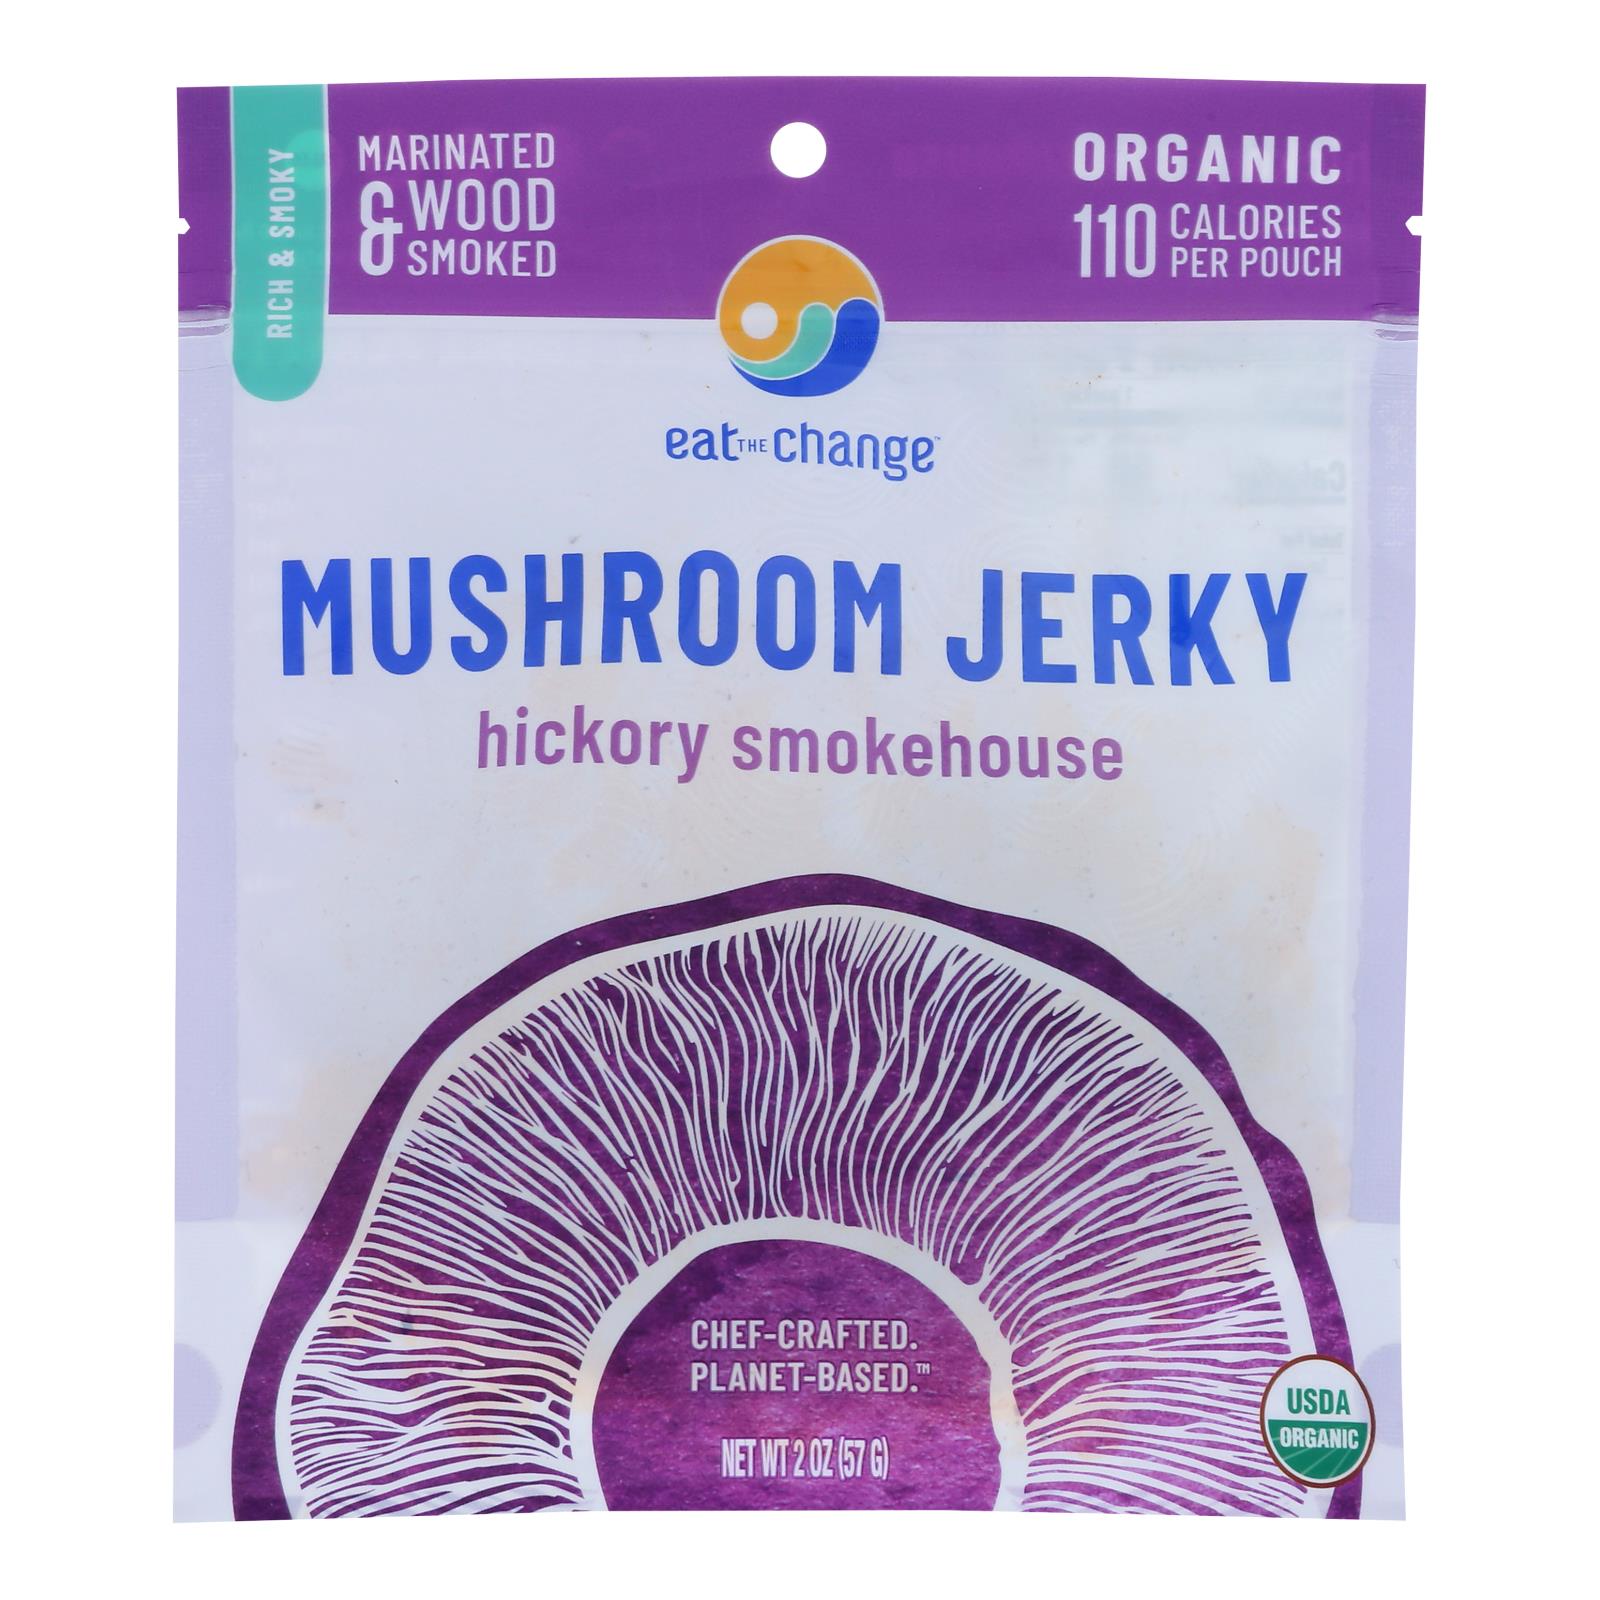 RICH & SMOKY
MARINATED
& WOOD
SMOKED
ORGANIC
110 CALORIES
PER POUCH
eat THE change™
MUSHROOM JERKY
hickory smokehouse
CHEF-CRAFTED.
PLANET-BASED.™
NET WT 2 OZ (57 G)
USDA
ORGANIC